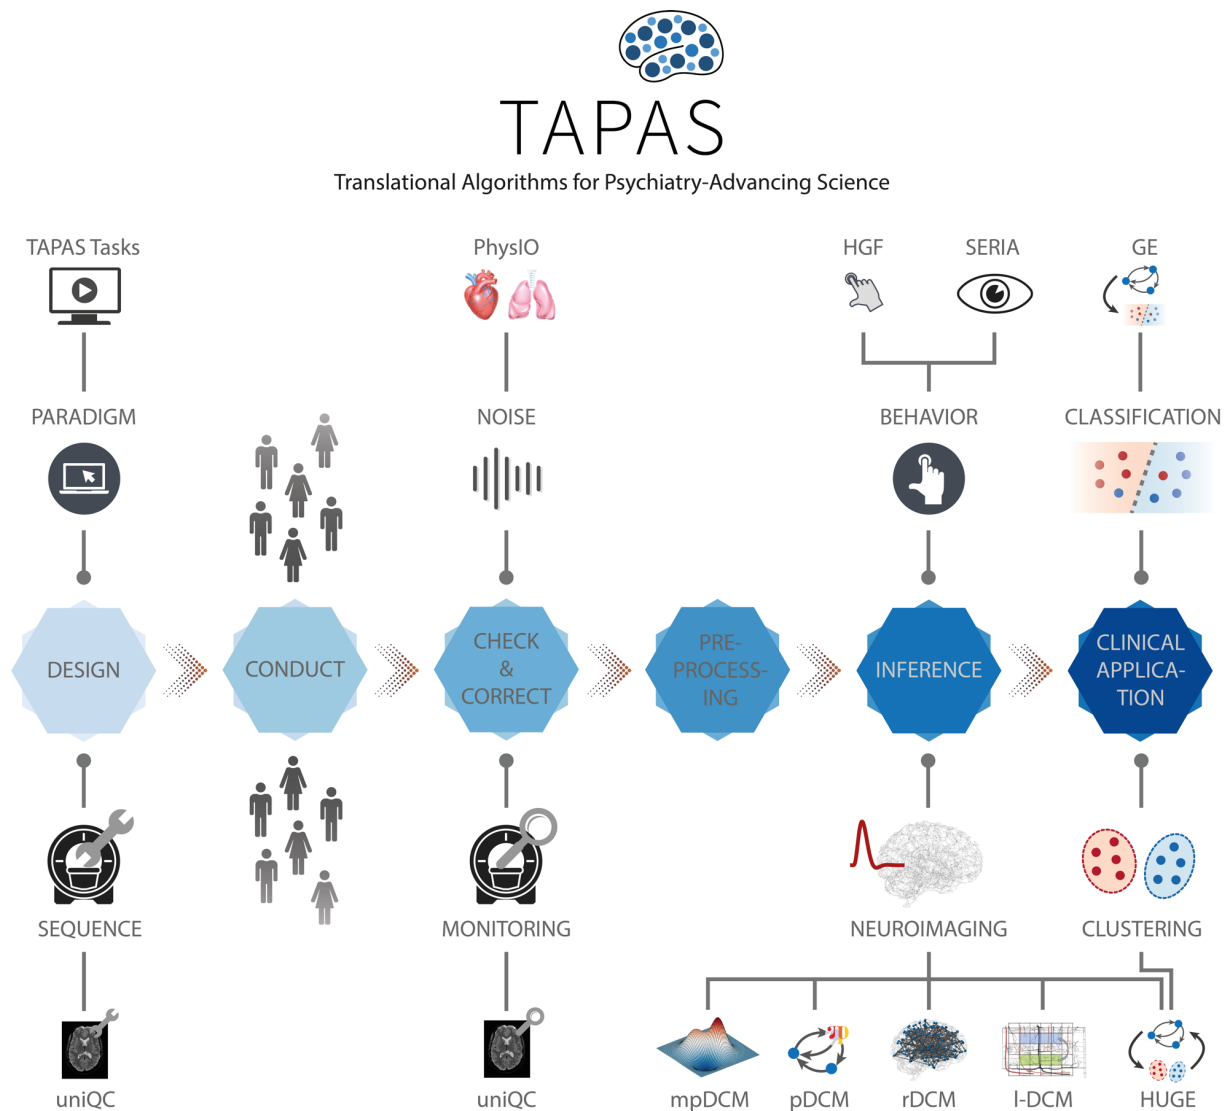 TAPAS
Translational Algorithms for Psychiatry-Advancing Science
TAPAS Tasks
PhysIO
HGF
SERIA
GE
PARADIGM
NOISE
BEHAVIOR
CLASSIFICATION
DESIGN
CONDUCT
CHECK
&
CORRECT
PRE-
PROCESS-
ING
INFERENCE
CLINICAL
APPLICA-
TION
SEQUENCE
MONITORING
NEUROIMAGING
CLUSTERING
uniQC
uniQC
mpDCM
pDCM
rDCM
l-DCM
HUGE